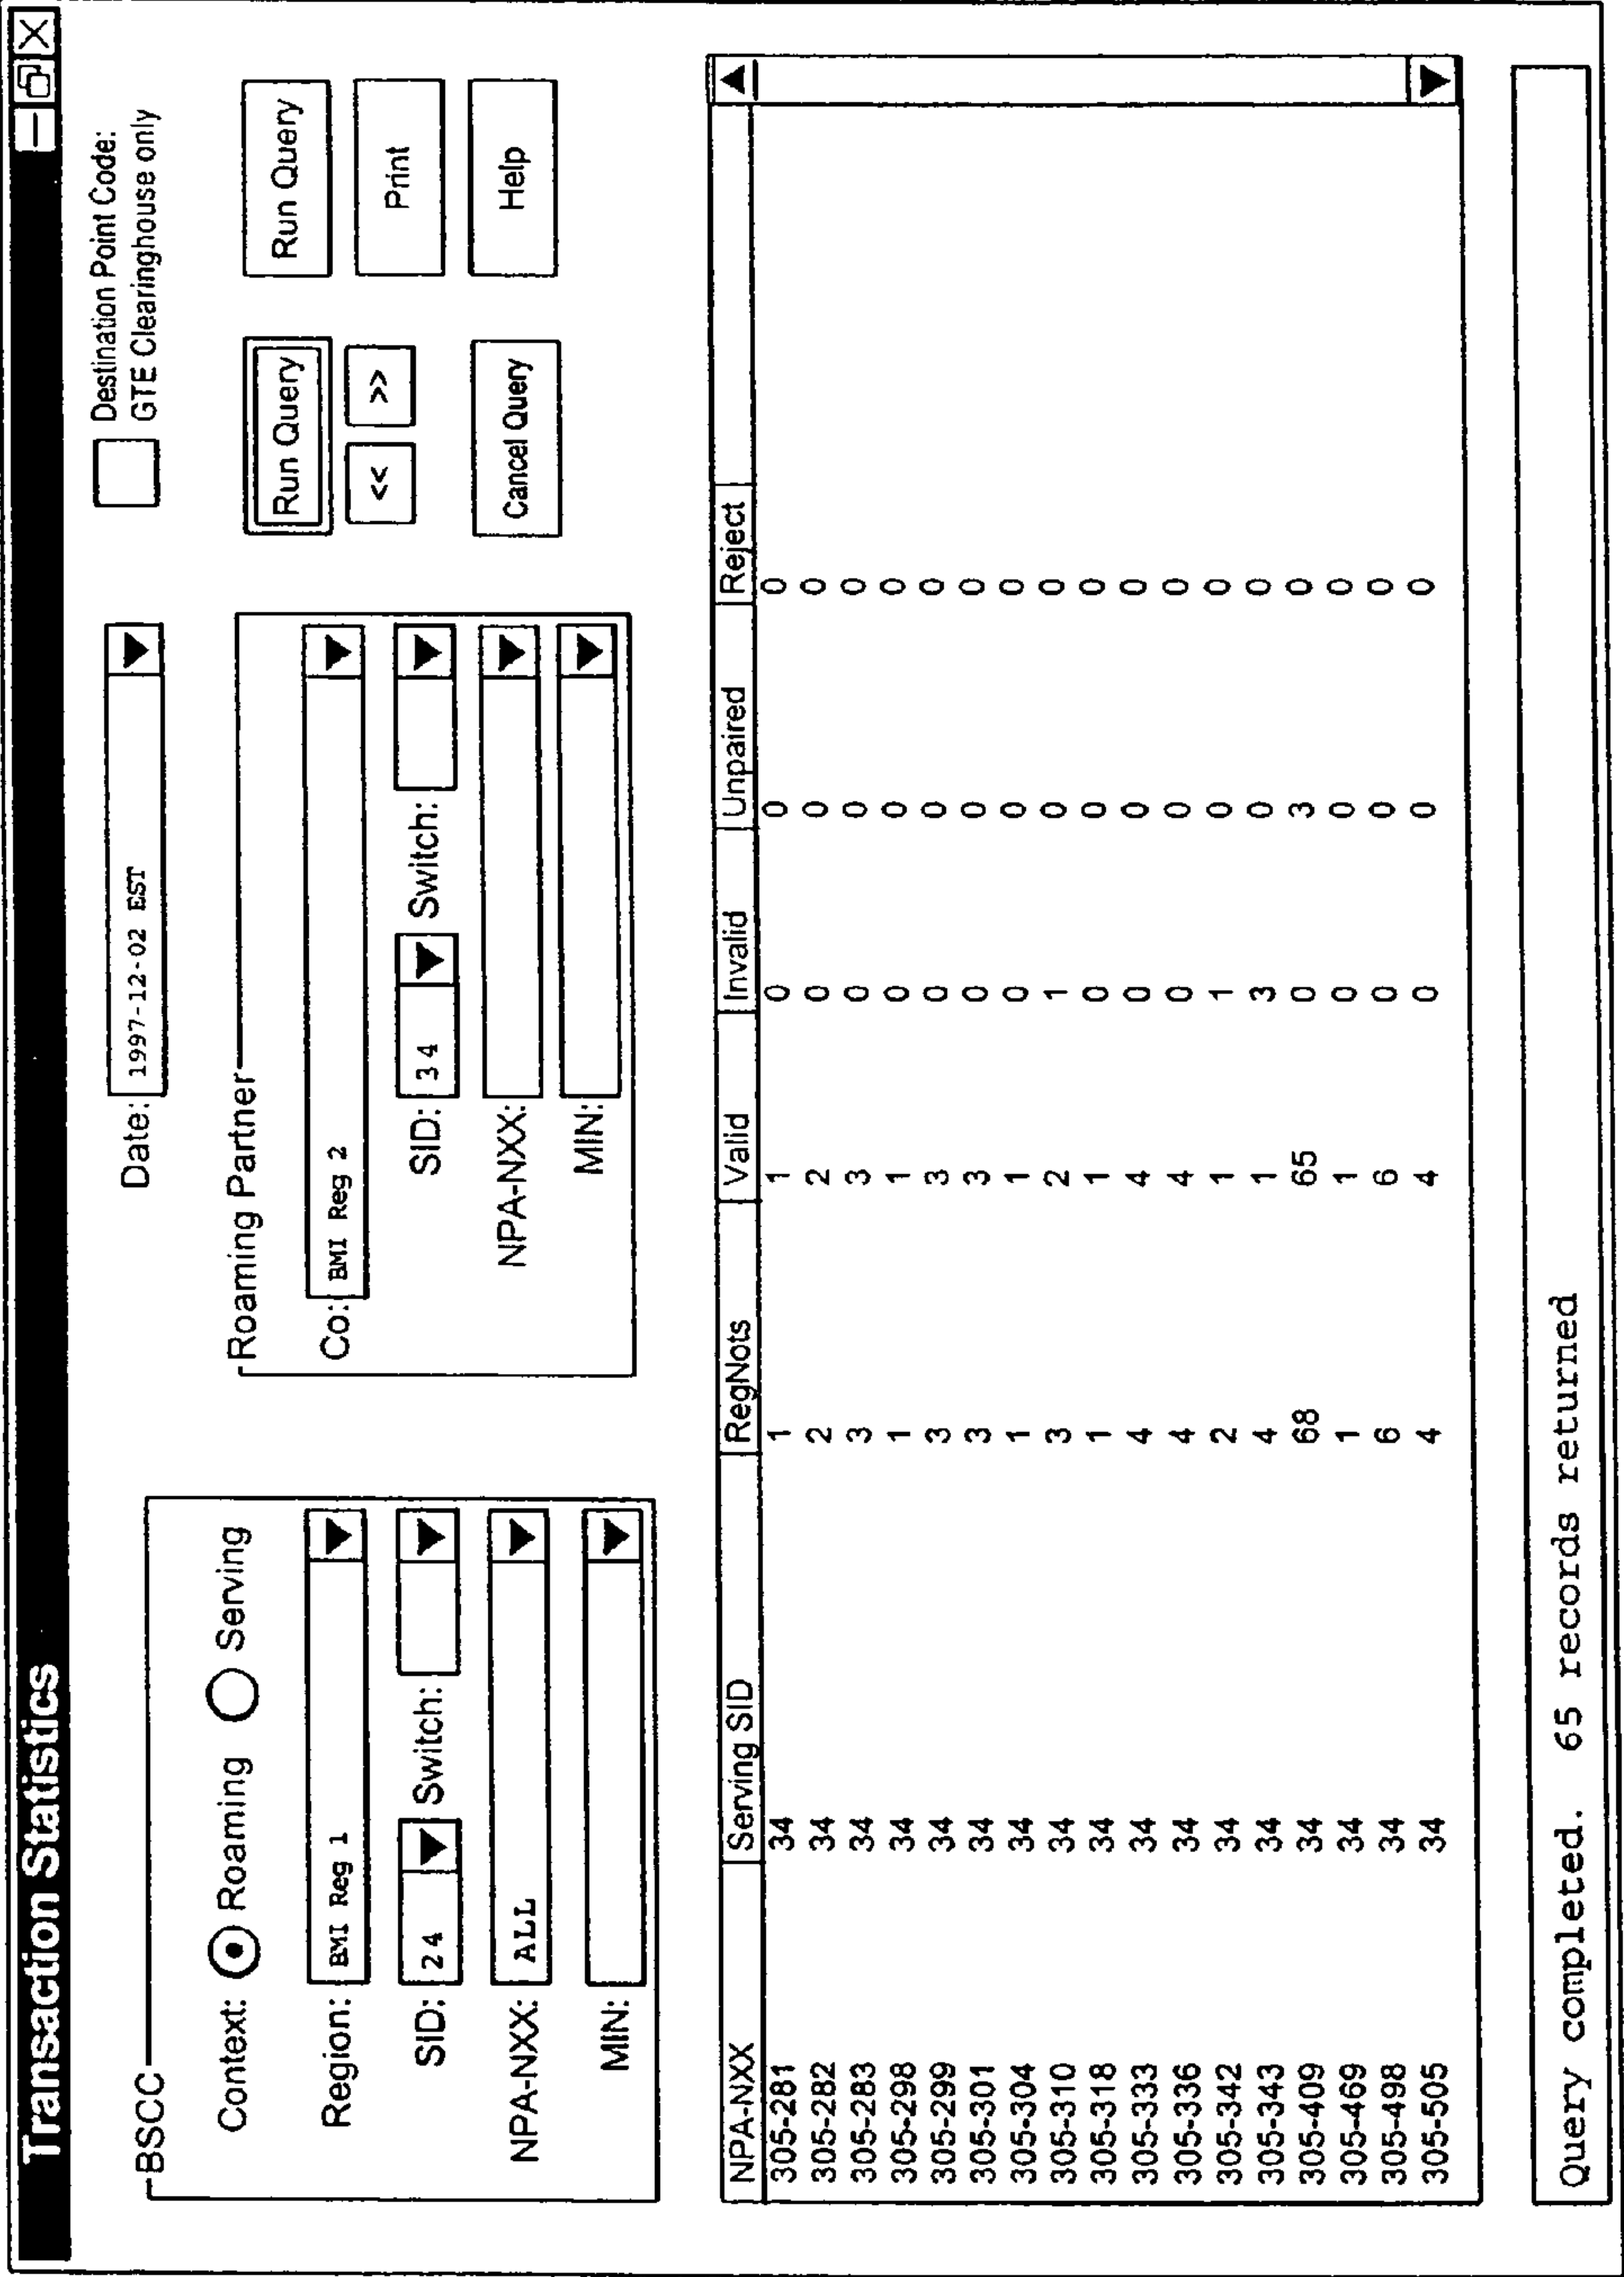 Transaction Statistics
BSCC
Context: Roaming Serving
Region: BMI Reg 1
SID: 24 Switch:
NPA-NXX: ALL
MIN:
Date: 1997-12-02 EST
Roaming Partner
Co: BMI Reg 2
SID: 34 Switch:
NPA-NXX:
MIN:
Destination Point Code:
GTE Clearinghouse only
Run Query Run Query
<< >> Print
Cancel Query Help
NPA-NXX Serving SID RegNots Valid Invalid Unpaired Reject
305-281 34 1 1 0 0 0
305-282 34 2 2 0 0 0
305-283 34 3 3 0 0 0
305-298 34 1 1 0 0 0
305-299 34 3 3 0 0 0
305-301 34 3 3 0 0 0
305-304 34 1 1 0 0 0
305-310 34 3 2 1 0 0
305-318 34 1 1 0 0 0
305-333 34 4 4 0 0 0
305-336 34 4 4 0 0 0
305-342 34 2 1 1 0 0
305-343 34 4 1 3 0 0
305-409 34 68 65 0 3 0
305-469 34 1 1 0 0 0
305-498 34 6 6 0 0 0
305-505 34 4 4 0 0 0
Query completed. 65 records returned